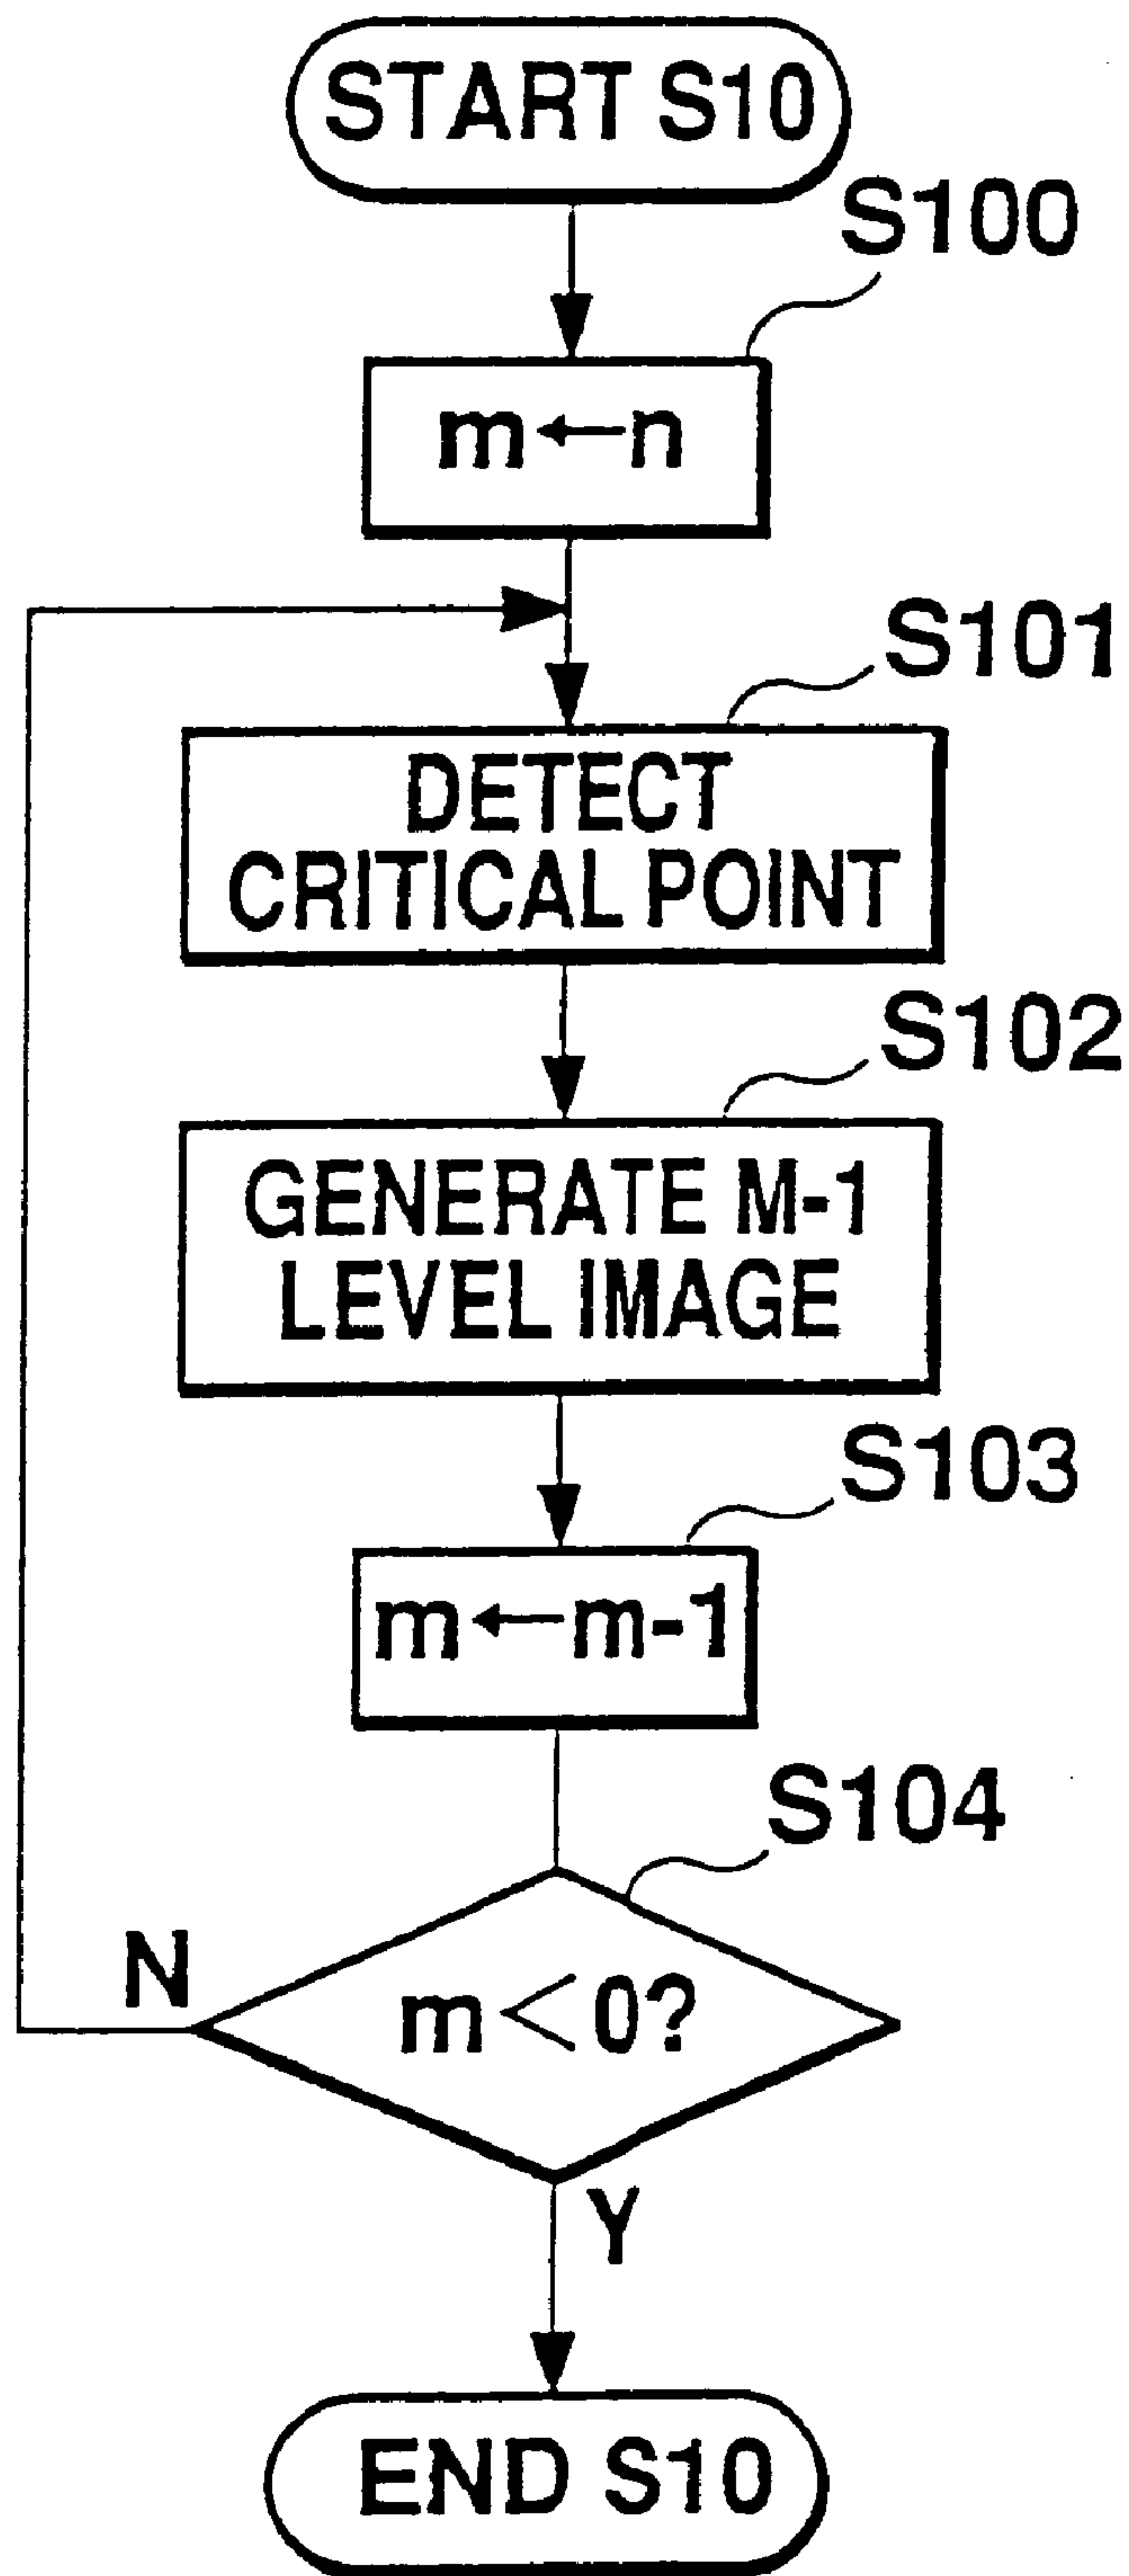 START S10
S100
m←n
S101
DETECT
CRITICAL POINT
S102
GENERATE M-1
LEVEL IMAGE
S103
m←m-1
S104
N
m<0?
Y
END S10